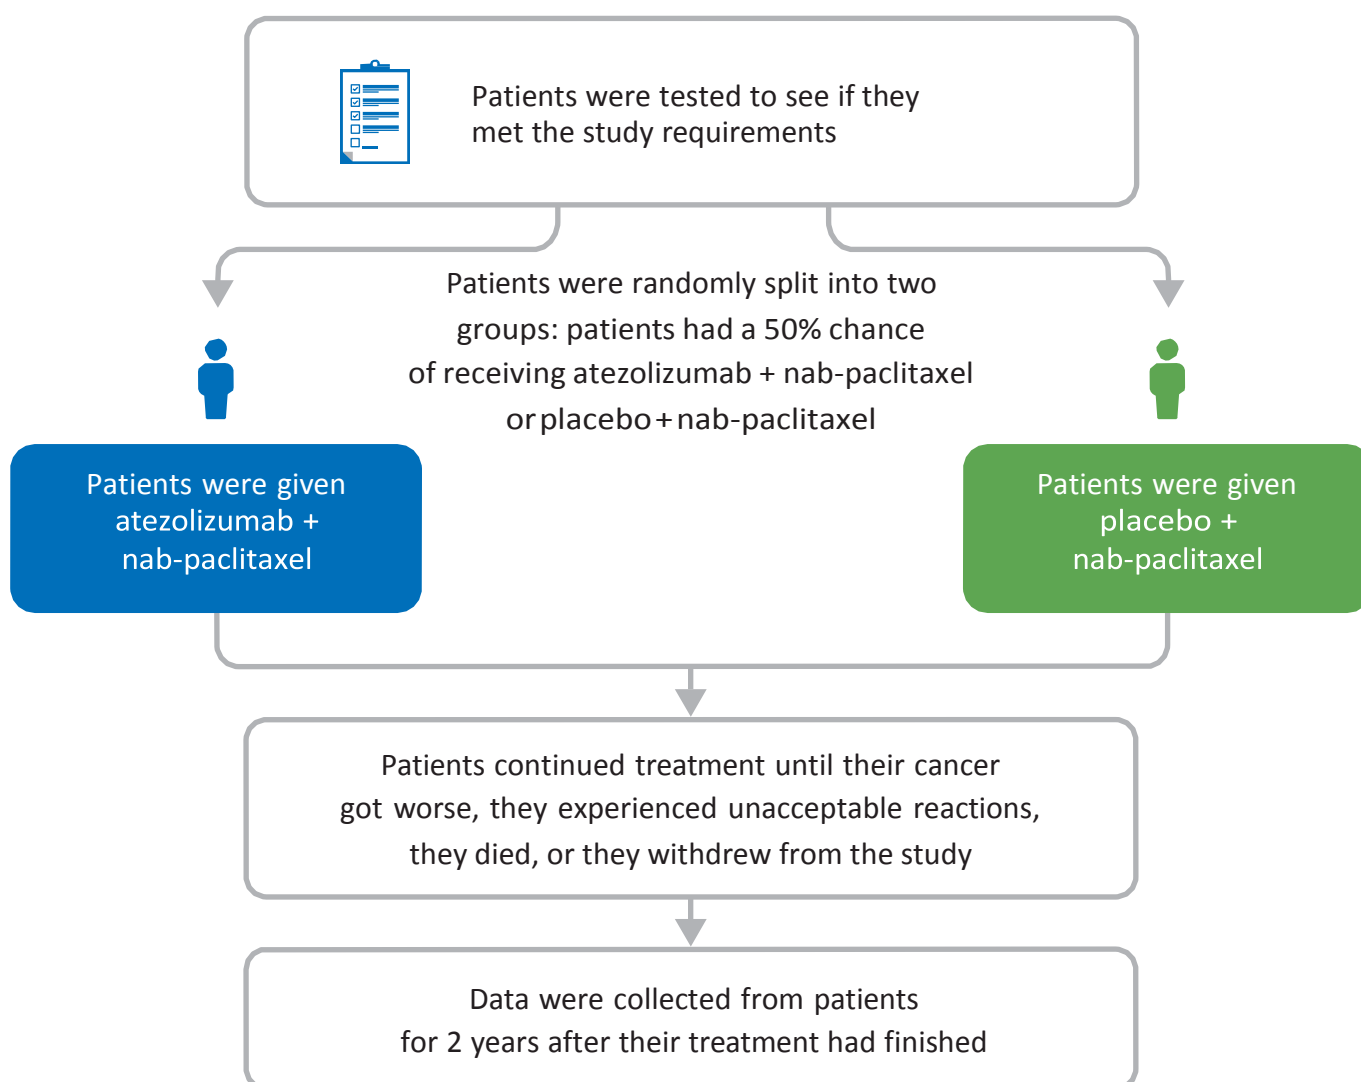 Patients were tested to see if they
met the study requirements
Patients were randomly split into two
groups: patients had a 50% chance
of receiving atezolizumab + nab-paclitaxel
or placebo + nab-paclitaxel
Patients were given
atezolizumab +
nab-paclitaxel
Patients were given
placebo +
nab-paclitaxel
Patients continued treatment until their cancer
got worse, they experienced unacceptable reactions,
they died, or they withdrew from the study
Data were collected from patients
for 2 years after their treatment had finished